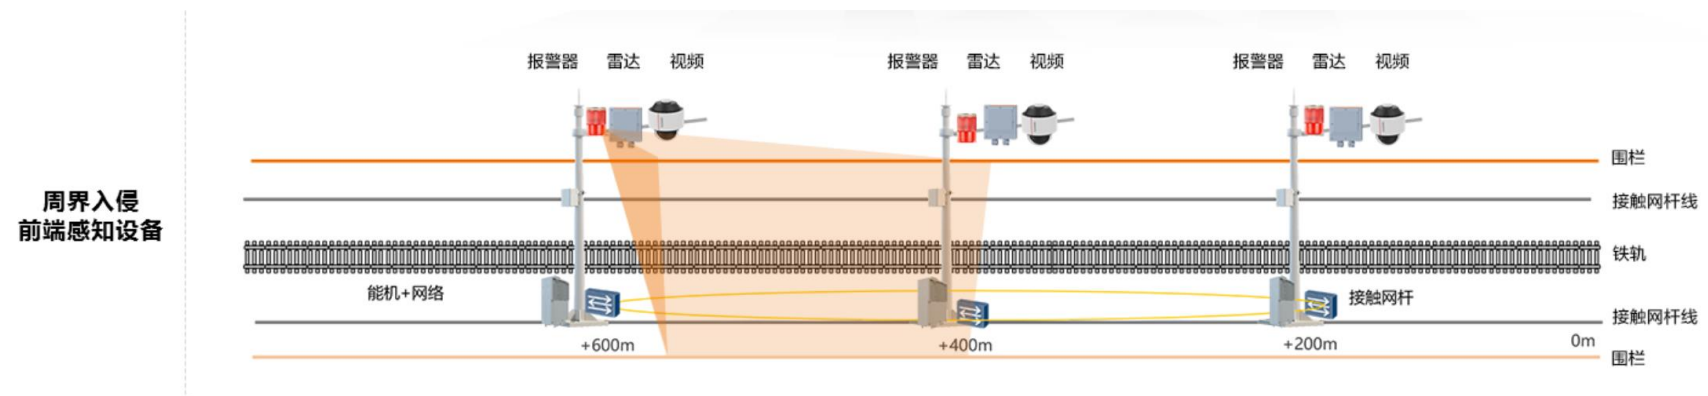 报警器 雷达 视频
报警器 雷达 视频
报警器 雷达 视频
围栏
周界入侵
前端感知设备
接触网杆线
铁轨
能机+网络
接触网杆
接触网杆线
+600m
+400m
+200m
0m
围栏